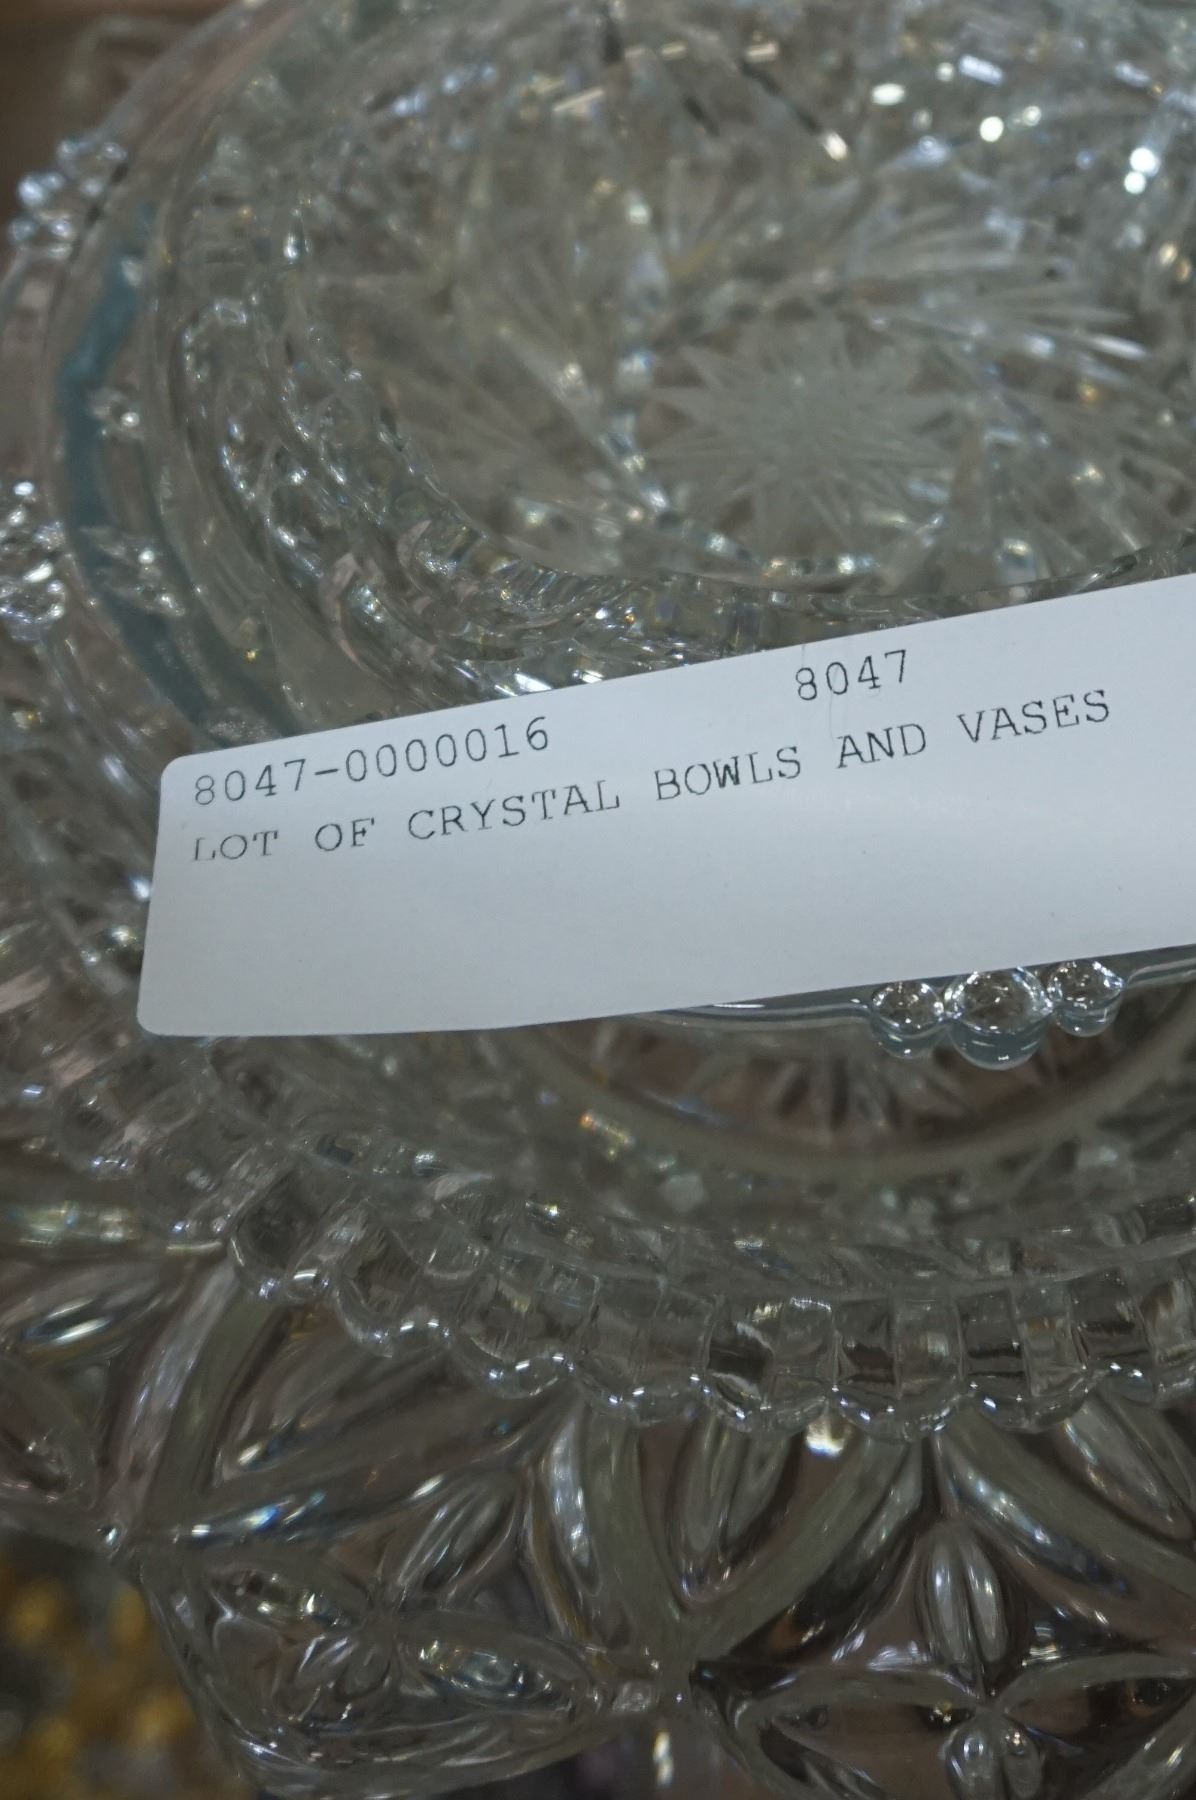 8047-0000016 8047
LOT OF CRYSTAL BOWLS AND VASES